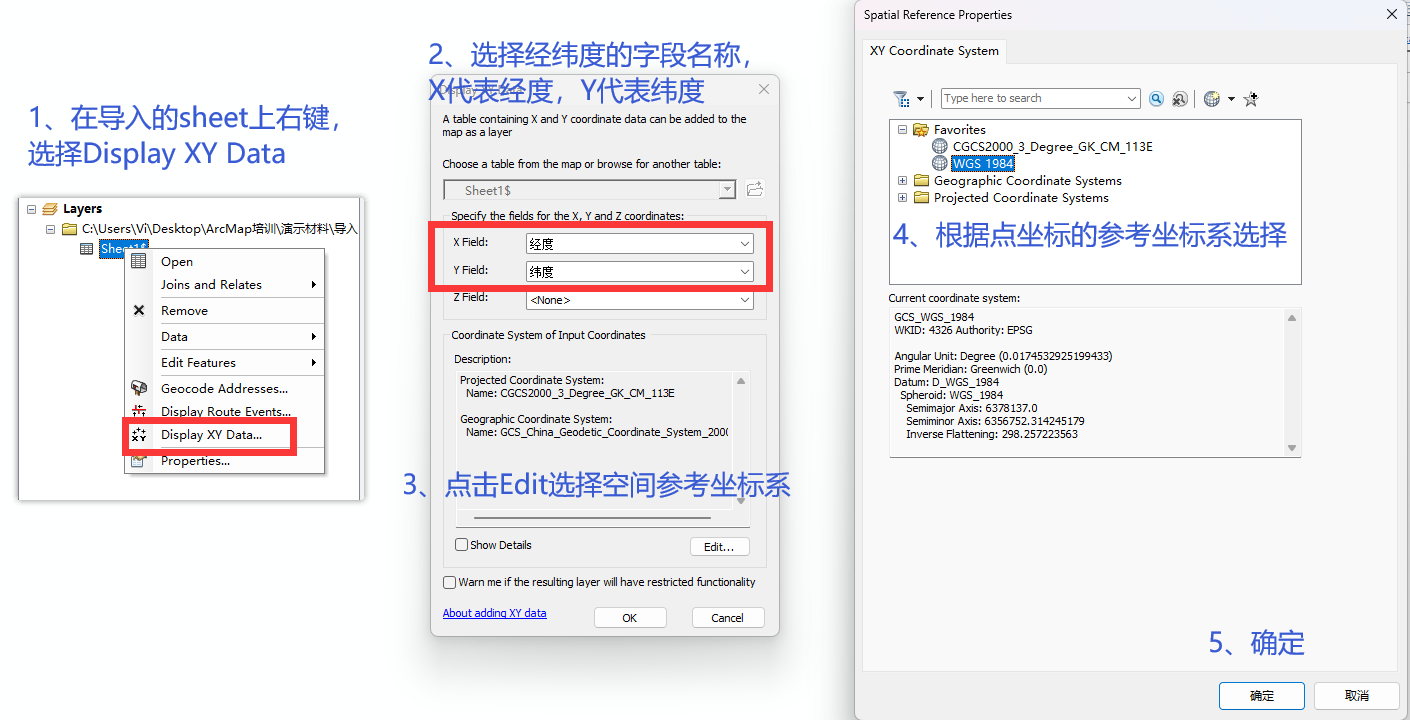 1、在导入的sheet上右键，
选择Display XY Data
Layers
C:\Users\Vi\Desktop\ArcMap培训\演示材料\导入
Sheet1$
Open
Joins and Relates
Remove
Data
Edit Features
Geocode Addresses...
Display Route Events...
Display XY Data...
Properties...
2、选择经纬度的字段名称，
X代表经度，Y代表纬度
A table containing X and Y coordinate data can be added to the
map as a layer
Choose a table from the map or browse for another table:
Sheet1$
Specify the fields for the X, Y and Z coordinates:
X Field:
经度
Y Field:
纬度
Z Field:
<None>
Coordinate System of Input Coordinates
Description:
Projected Coordinate System:
Name: CGCS2000_3_Degree_GK_CM_113E
Geographic Coordinate System:
Name: GCS_China_Geodetic_Coordinate_System_2000
3、点击Edit选择空间参考坐标系
Show Details
Edit...
Warn me if the resulting layer will have restricted functionality
About adding XY data
OK
Cancel
Spatial Reference Properties
XY Coordinate System
Type here to search
Favorites
CGCS2000_3_Degree_GK_CM_113E
WGS 1984
Geographic Coordinate Systems
Projected Coordinate Systems
4、根据点坐标的参考坐标系选择
Current coordinate system:
GCS_WGS_1984
WKID: 4326 Authority: EPSG
Angular Unit: Degree (0.0174532925199433)
Prime Meridian: Greenwich (0.0)
Datum: D_WGS_1984
Spheroid: WGS_1984
Semimajor Axis: 6378137.0
Semiminor Axis: 6356752.314245179
Inverse Flattening: 298.257223563
5、确定
确定
取消